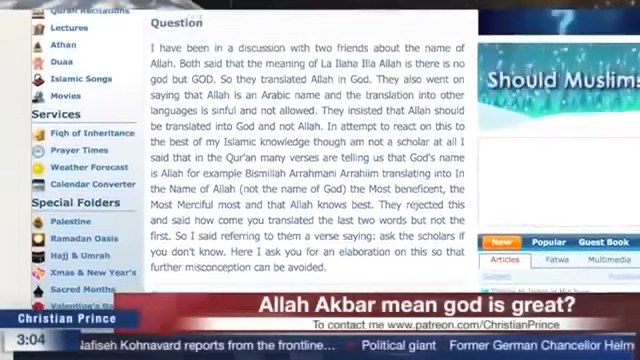 Quran Recitations
Lectures
Athan
Duaa
Islamic Songs
Movies
Services
Fiqh of Inheritance
Prayer Times
Weather Forecast
Calendar Converter
Special Folders
Palestine
Ramadan Oasis
Hajj & Umrah
Xmas & New Year's
Sacred Months
Valentine's Da
Question
I have been in a discussion with two friends about the name of
Allah. Both said that the meaning of La Ilaha Illa Allah is there is no
god but GOD. So they translated Allah in God. They also went on
saying that Allah is an Arabic name and the translation into other
languages is sinful and not allowed. They insisted that Allah should
be translated into God and not Allah. In attempt to react on this to
the best of my Islamic knowledge though am not a scholar at all I
said that in the Qur'an many verses are telling us that God's name
is Allah for example Bismillah Arrahmani Arrahiim translating into In
the Name of Allah (not the name of God) the Most beneficent, the
Most Merciful most and that Allah knows best. They rejected this
and said how come you translated the last two words but not the
first. So I said referring to them a verse saying: ask the scholars if
you don't know. Here I ask you for an elaboration on this so that
further misconception can be avoided.
?
Should Muslims
New Popular Guest Book
Articles Fatwa Multimedia
Allah Akbar mean god is great?
To contact me www.patreon.com/ChristianPrince
Christian Prince
3:04
Nafiseh Kohnavard reports from the frontline... • Political giant • Former German Chancellor Helm